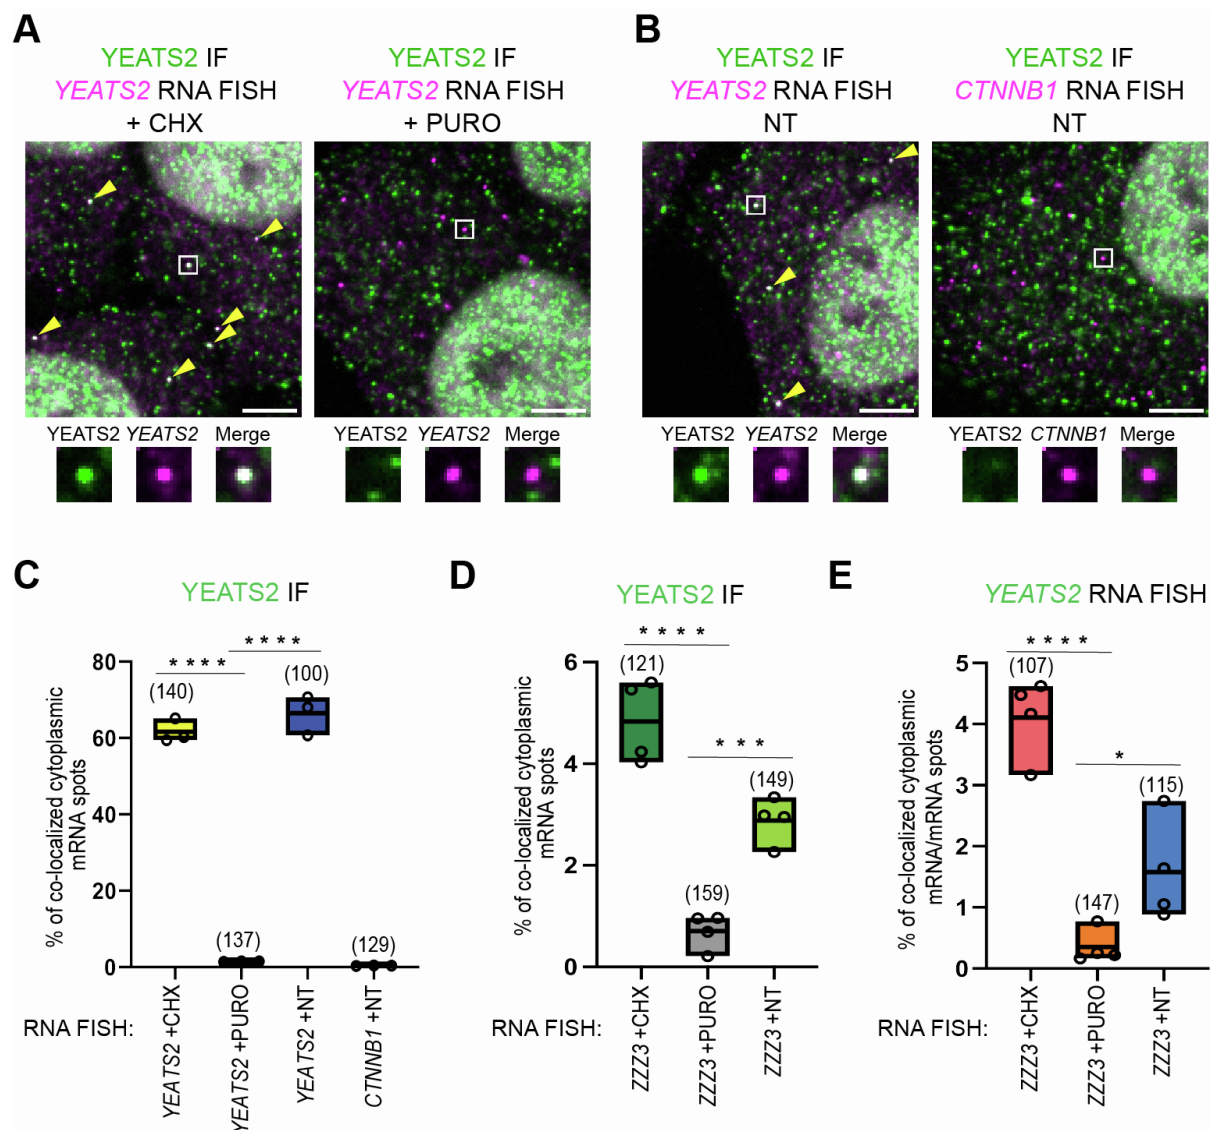 A
YEATS2 IF
YEATS2 RNA FISH
+ CHX
YEATS2 IF
YEATS2 RNA FISH
+ PURO
YEATS2 YEATS2 Merge
YEATS2 YEATS2 Merge
B
YEATS2 IF
YEATS2 RNA FISH
NT
YEATS2 IF
CTNNB1 RNA FISH
NT
YEATS2 YEATS2 Merge
YEATS2 CTNNB1 Merge
C
YEATS2 IF
% of co-localized cytoplasmic
mRNA spots
80
60
40
20
0
* * * *
* * * *
(140)
(137)
(100)
(129)
RNA FISH:
YEATS2 +CHX
YEATS2 +PURO
YEATS2 +NT
CTNNB1 +NT
D
YEATS2 IF
% of co-localized cytoplasmic
mRNA spots
6
4
2
0
* * * *
* * *
(121)
(159)
(149)
RNA FISH:
ZZZ3 +CHX
ZZZ3 +PURO
ZZZ3 +NT
E
YEATS2 RNA FISH
% of co-localized cytoplasmic
mRNA/mRNA spots
5
4
3
2
1
0
* * * *
*
(107)
(147)
(115)
RNA FISH:
ZZZ3 +CHX
ZZZ3 +PURO
ZZZ3 +NT